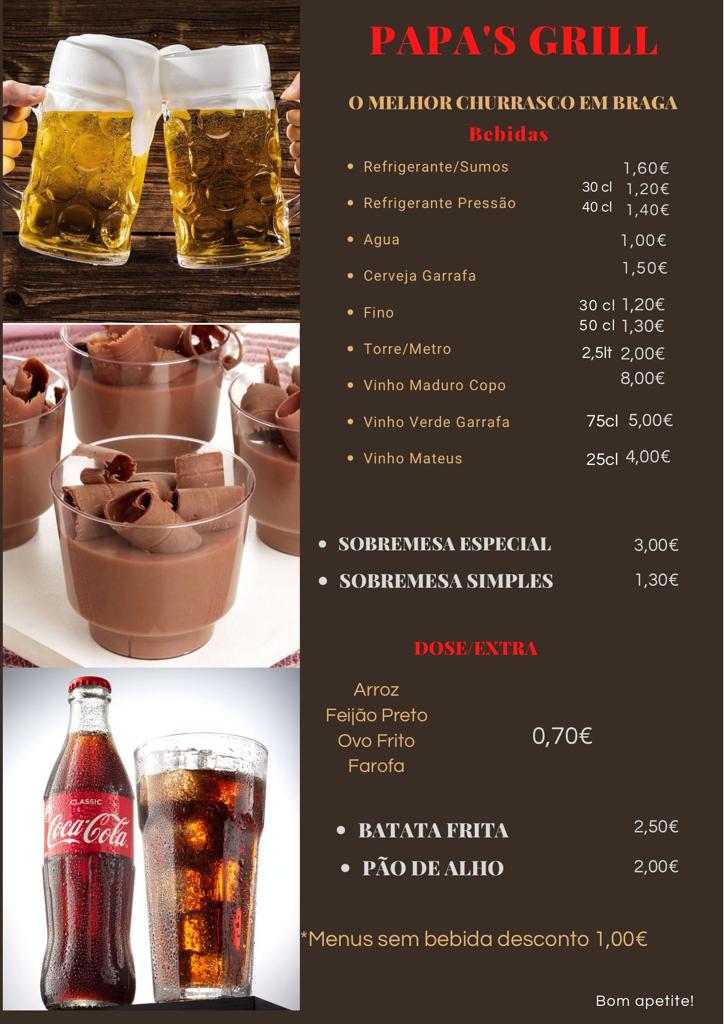 PAPA'S GRILL
O MELHOR CHURRASCO EM BRAGA
Bebidas
• Refrigerante/Sumos 1,60€
30 cl 1,20€
• Refrigerante Pressão 40 cl 1,40€
• Agua 1,00€
• Cerveja Garrafa 1,50€
• Fino 30 cl 1,20€
50 cl 1,30€
• Torre/Metro 2,5lt 2,00€
• Vinho Maduro Copo 8,00€
• Vinho Verde Garrafa 75cl 5,00€
• Vinho Mateus 25cl 4,00€
• SOBREMESA ESPECIAL 3,00€
• SOBREMESA SIMPLES 1,30€
DOSE/EXTRA
Arroz
Feijão Preto
Ovo Frito
Farofa
0,70€
• BATATA FRITA 2,50€
• PÃO DE ALHO 2,00€
*Menus sem bebida desconto 1,00€
Bom apetite!
CLASSIC
Coca-Cola